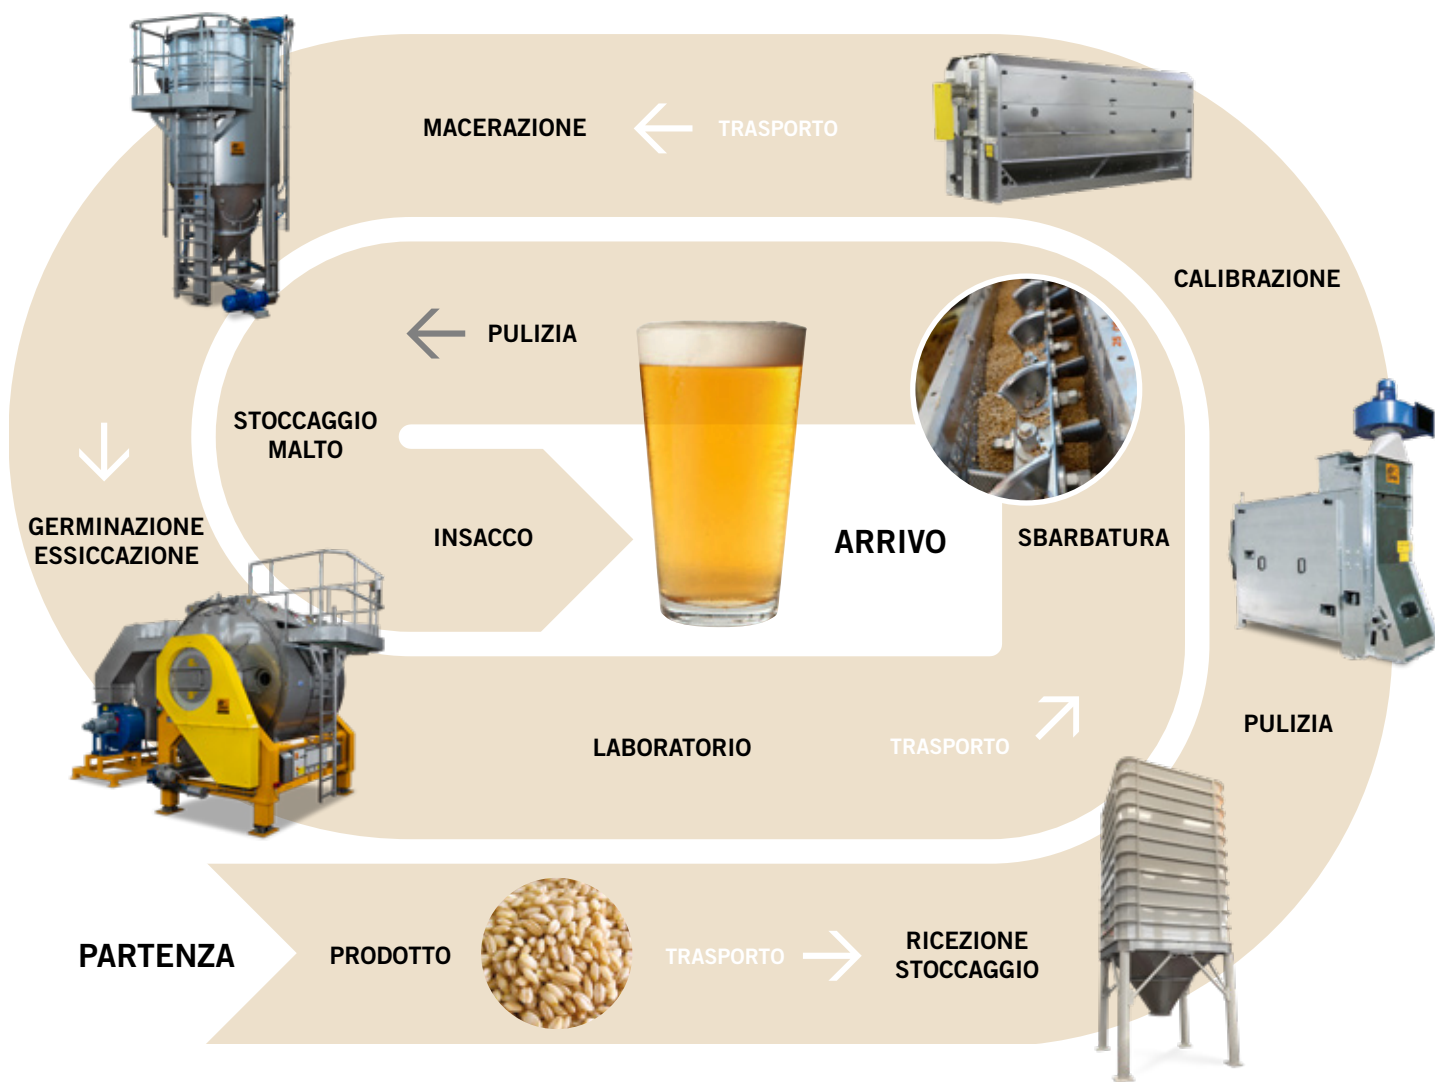 MACERAZIONE
TRASPORTO
CALIBRAZIONE
PULIZIA
STOCCAGGIO
MALTO
GERMINAZIONE
ESSICCAZIONE
INSACCO
ARRIVO
SBARBATURA
LABORATORIO
TRASPORTO
PULIZIA
PARTENZA
PRODOTTO
TRASPORTO
RICEZIONE
STOCCAGGIO